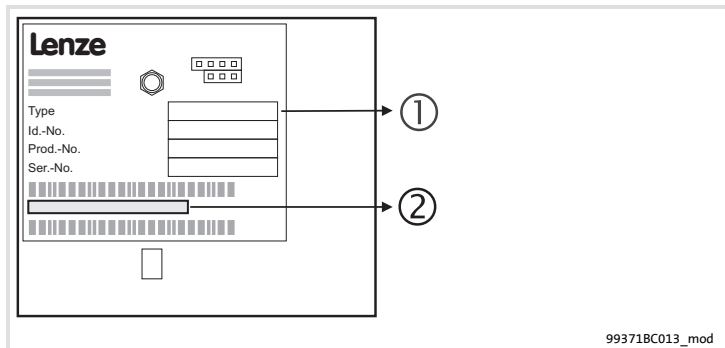 Lenze
Type
①
Id.-No.
Prod.-No.
Ser.-No.
②
99371BC013_mod